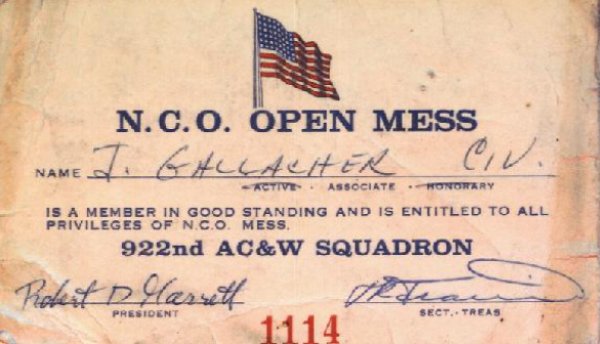 N.C.O. OPEN MESS
NAME J. GALLACHER CIV.
ACTIVE · ASSOCIATE · HONORARY
IS A MEMBER IN GOOD STANDING AND IS ENTITLED TO ALL
PRIVILEGES OF N.C.O. MESS.
922nd AC&W SQUADRON
Robert D. Garrett
PRESIDENT
SECT.-TREAS
1114